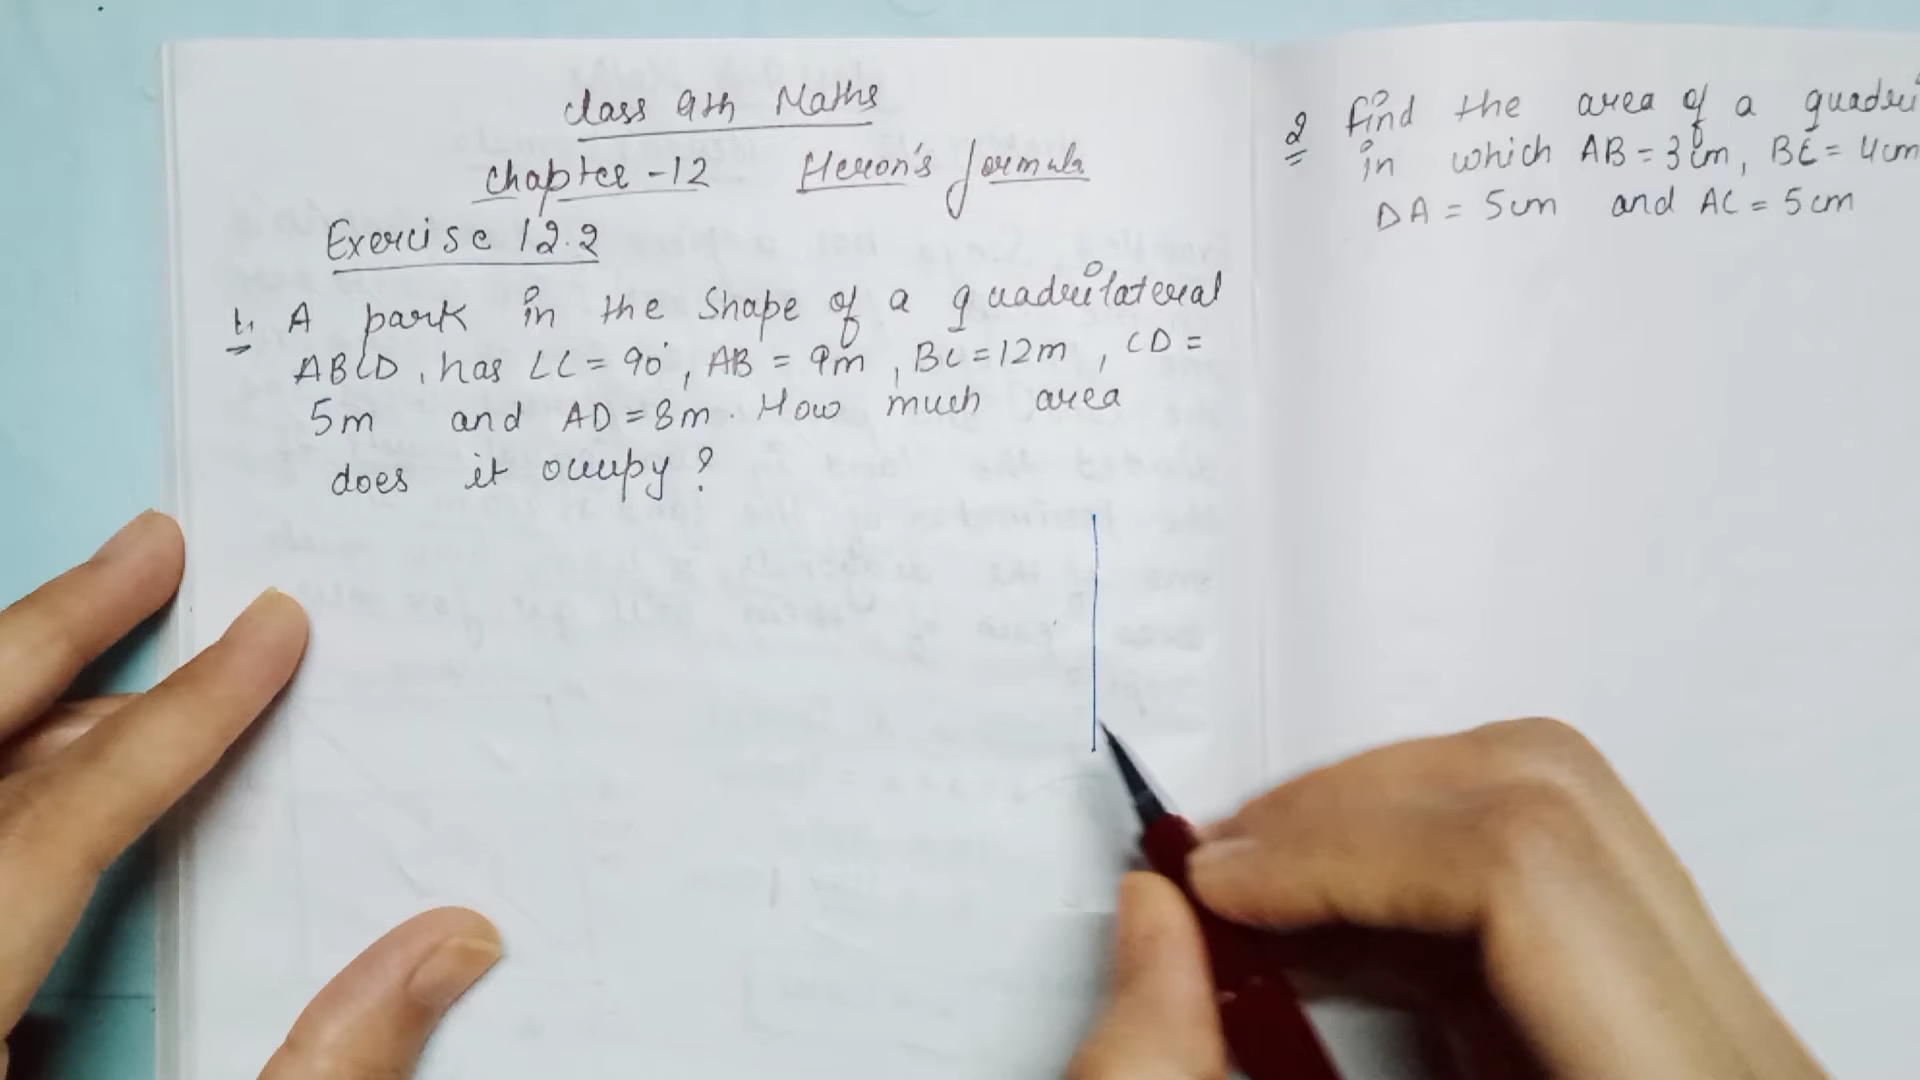 Class 9th Maths
Chapter -12 Heron's formula
Exercise 12.2
1. A park in the shape of a quadrilateral
ABCD, has ∠C = 90°, AB = 9m, BC = 12m, CD =
5m and AD = 8m. How much area
does it occupy?
2 Find the area of a quadri
in which AB = 3cm, BC = 4cm
DA = 5cm and AC = 5cm